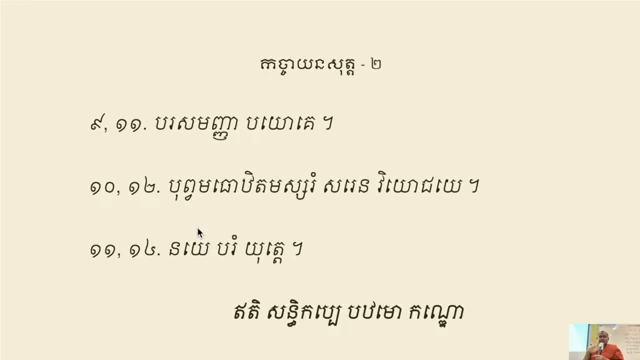 កច្ចាយនសុត្ត - ២
៩, ១១. បរសមញ្ញា បយោគេ ។
១០, ១២. បុព្វមធោឋិតមស្សរំ សរេន វិយោជយេ ។
១១, ១៤. នយេ បរំ យុត្តេ ។
ឥតិ សន្ធិកប្បេ បឋមោ កណ្ឌោ